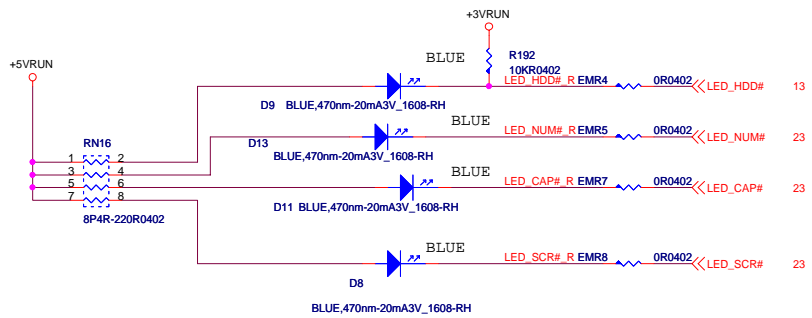 +3VRUN
BLUE
R192
10KR0402
+5VRUN
LED_HDD#_R EMR4 0R0402 LED_HDD# 13
D9 BLUE,470nm-20mA3V_1608-RH
BLUE
LED_NUM#_R EMR5 0R0402 LED_NUM# 23
D13
BLUE,470nm-20mA3V_1608-RH
RN16
1 2
3 4
5 6
7 8
8P4R-220R0402
BLUE
LED_CAP#_R EMR7 0R0402 LED_CAP# 23
D11 BLUE,470nm-20mA3V_1608-RH
BLUE
LED_SCR#_R EMR8 0R0402 LED_SCR# 23
D8
BLUE,470nm-20mA3V_1608-RH